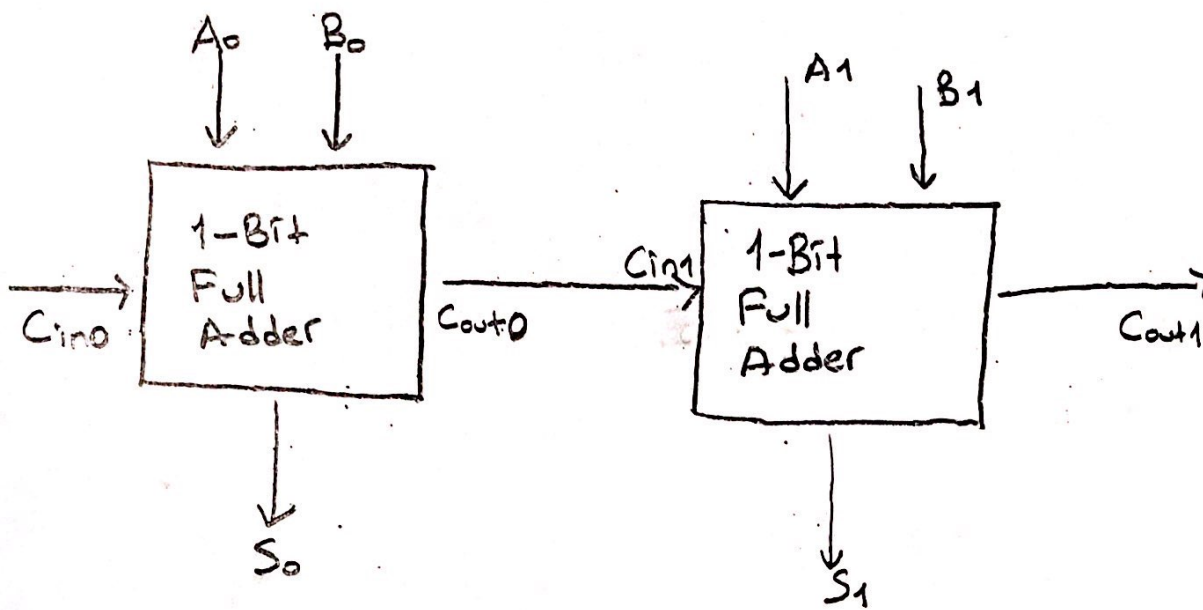 A0 B0
A1 B1
1-Bit
Full
Adder
Cin0
Cout0
S0
Cin1
1-Bit
Full
Adder
Cout1
S1